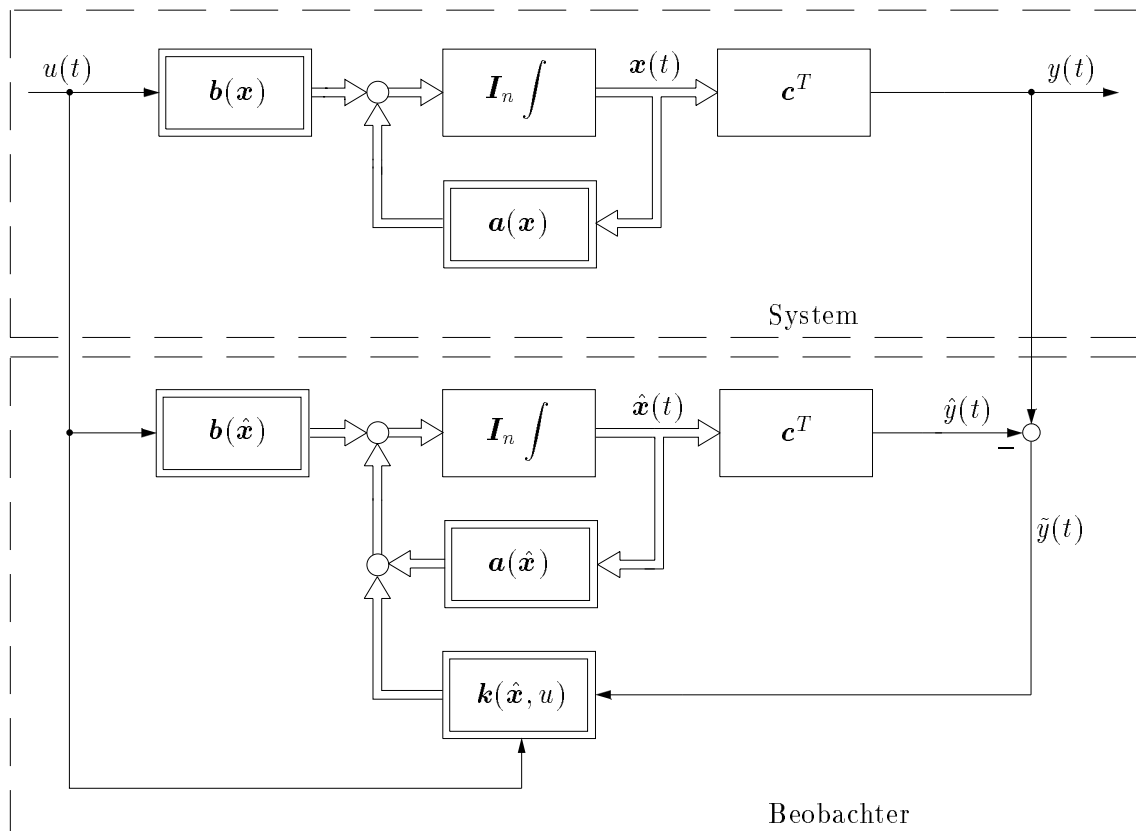 u(t)
b(x)
I_n ∫
x(t)
c^T
y(t)
a(x)
System
b(x̂)
I_n ∫
x̂(t)
c^T
ŷ(t)
−
a(x̂)
ỹ(t)
k(x̂, u)
Beobachter